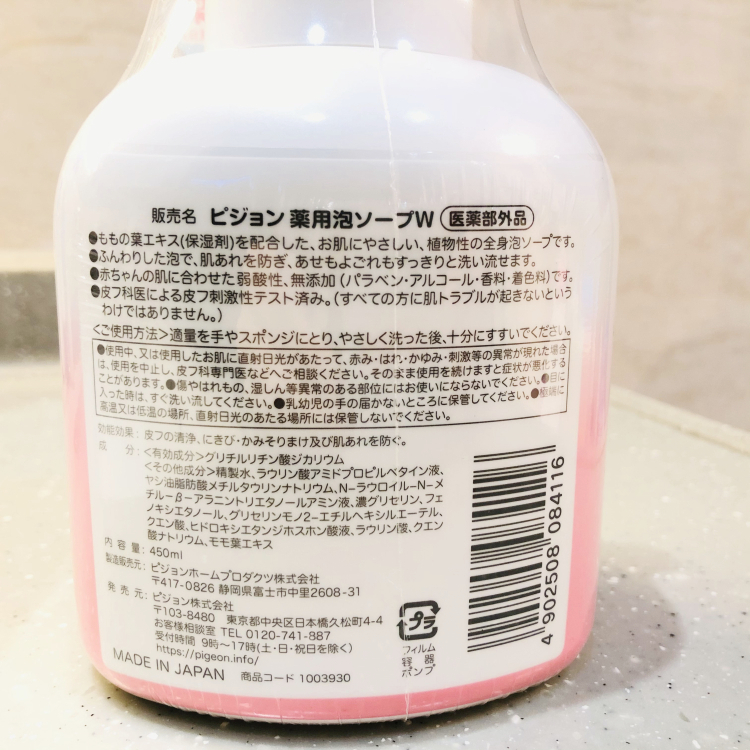 販売名 ピジョン 薬用泡ソープW 医薬部外品
●ももの葉エキス(保湿剤)を配合した、お肌にやさしい、植物性の全身泡ソープです。
●ふんわりした泡で、肌あれを防ぎ、あせもよごれもすっきりと洗い流せます。
●赤ちゃんの肌に合わせた弱酸性、無添加(パラベン・アルコール・香料・着色料)です。
●皮フ科医による皮フ刺激性テスト済み。(すべての方に肌トラブルが起きないという
わけではありません。)
〈ご使用方法〉適量を手やスポンジにとり、やさしく洗った後、十分にすすいでください。
●使用中、又は使用したお肌に直射日光があたって、赤み・はれ・かゆみ・刺激等の異常が現れた場合
は、使用を中止し、皮フ科専門医などへご相談ください。そのまま使用を続けますと症状が悪化する
ことがあります。●傷やはれもの、湿しん等異常のある部位にはお使いにならないでください。●目に
入った時は、すぐ洗い流してください。●乳幼児の手の届かないところに保管してください。●極端に
高温又は低温の場所、直射日光のあたる場所には保管しないでください。
効能効果:皮フの清浄、にきび・かみそりまけ及び肌あれを防ぐ。
成分:〈有効成分〉グリチルリチン酸ジカリウム
〈その他成分〉精製水、ラウリン酸アミドプロピルベタイン液、
ヤシ油脂肪酸メチルタウリンナトリウム、N-ラウロイル-N-メ
チル-β-アラニントリエタノールアミン液、濃グリセリン、フェ
ノキシエタノール、グリセリンモノ2-エチルヘキシルエーテル、
クエン酸、ヒドロキシエタンジホスホン酸液、ラウリン酸、クエン
酸ナトリウム、モモ葉エキス
内容量:450ml
製造販売元:ピジョンホームプロダクツ株式会社
〒417-0826 静岡県富士市中里2608-31
発売元:ピジョン株式会社
〒103-8480 東京都中央区日本橋久松町4-4
お客様相談室 TEL 0120-741-887
受付時間 9時〜17時(土・日・祝日を除く)
https://pigeon.info/
MADE IN JAPAN 商品コード 1003930
プラ
フィルム
容器
ポンプ
4 902508 084116